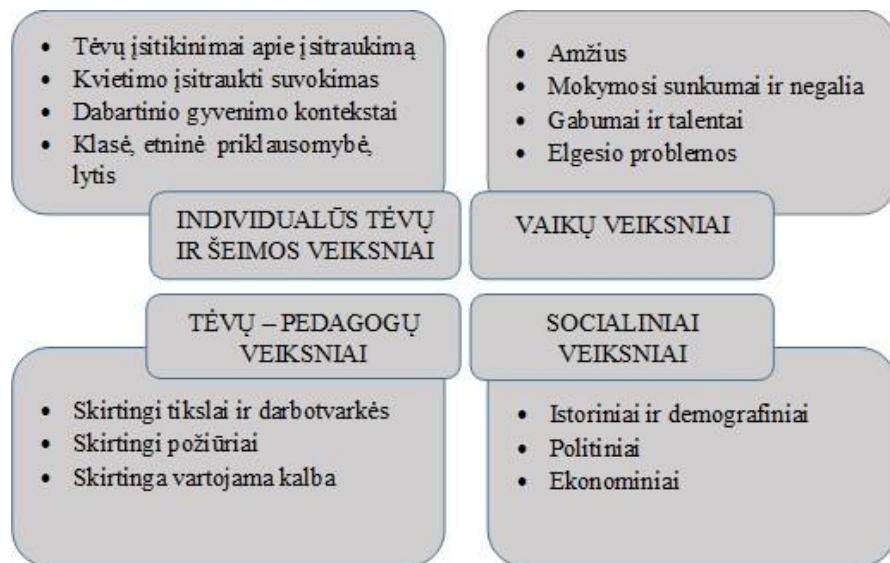 • Tėvų įsitikinimai apie įsitraukimą
• Kvietimo įsitraukti suvokimas
• Dabartinio gyvenimo kontekstai
• Klasė, etninė priklausomybė,
lytis
INDIVIDUALŪS TĖVŲ
IR ŠEIMOS VEIKSNIAI
• Amžius
• Mokymosi sunkumai ir negalia
• Gabumai ir talentai
• Elgesio problemos
VAIKŲ VEIKSNIAI
TĖVŲ – PEDAGOGŲ
VEIKSNIAI
• Skirtingi tikslai ir darbotvarkės
• Skirtingi požiūriai
• Skirtinga vartojama kalba
SOCIALINIAI
VEIKSNIAI
• Istoriniai ir demografiniai
• Politiniai
• Ekonominiai